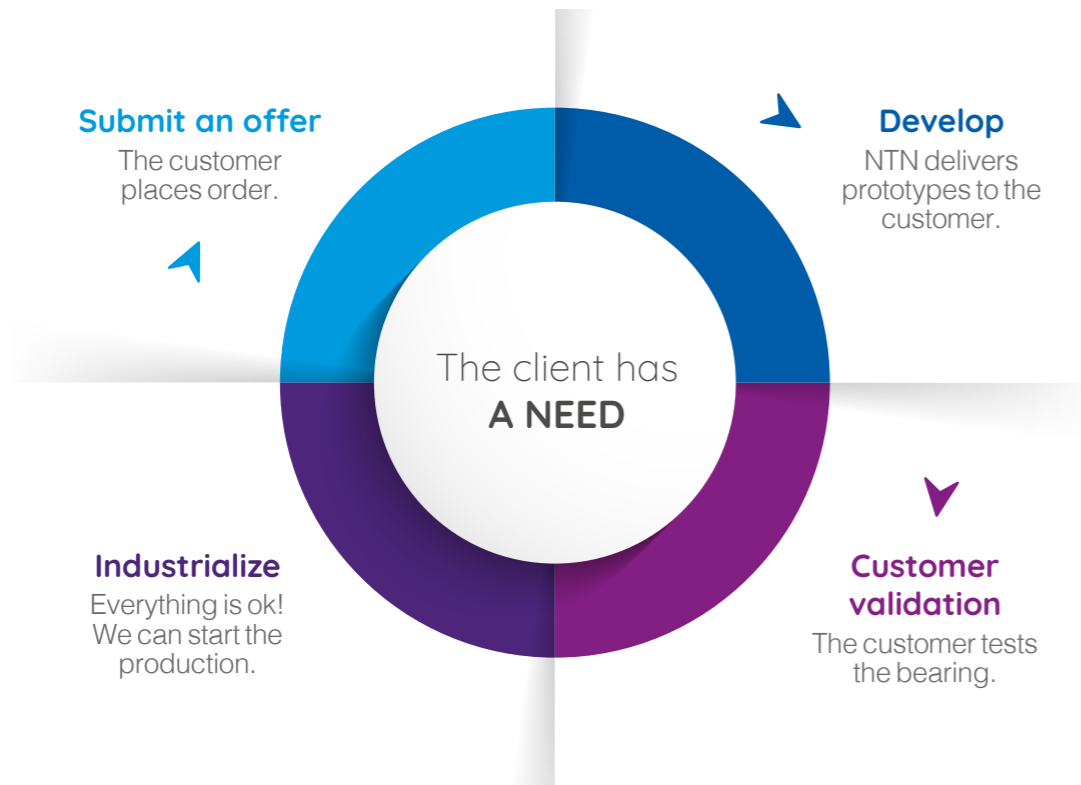 Submit an offer
The customer
places order.
Develop
NTN delivers
prototypes to the
customer.
The client has
A NEED
Industrialize
Everything is ok!
We can start the
production.
Customer
validation
The customer tests
the bearing.